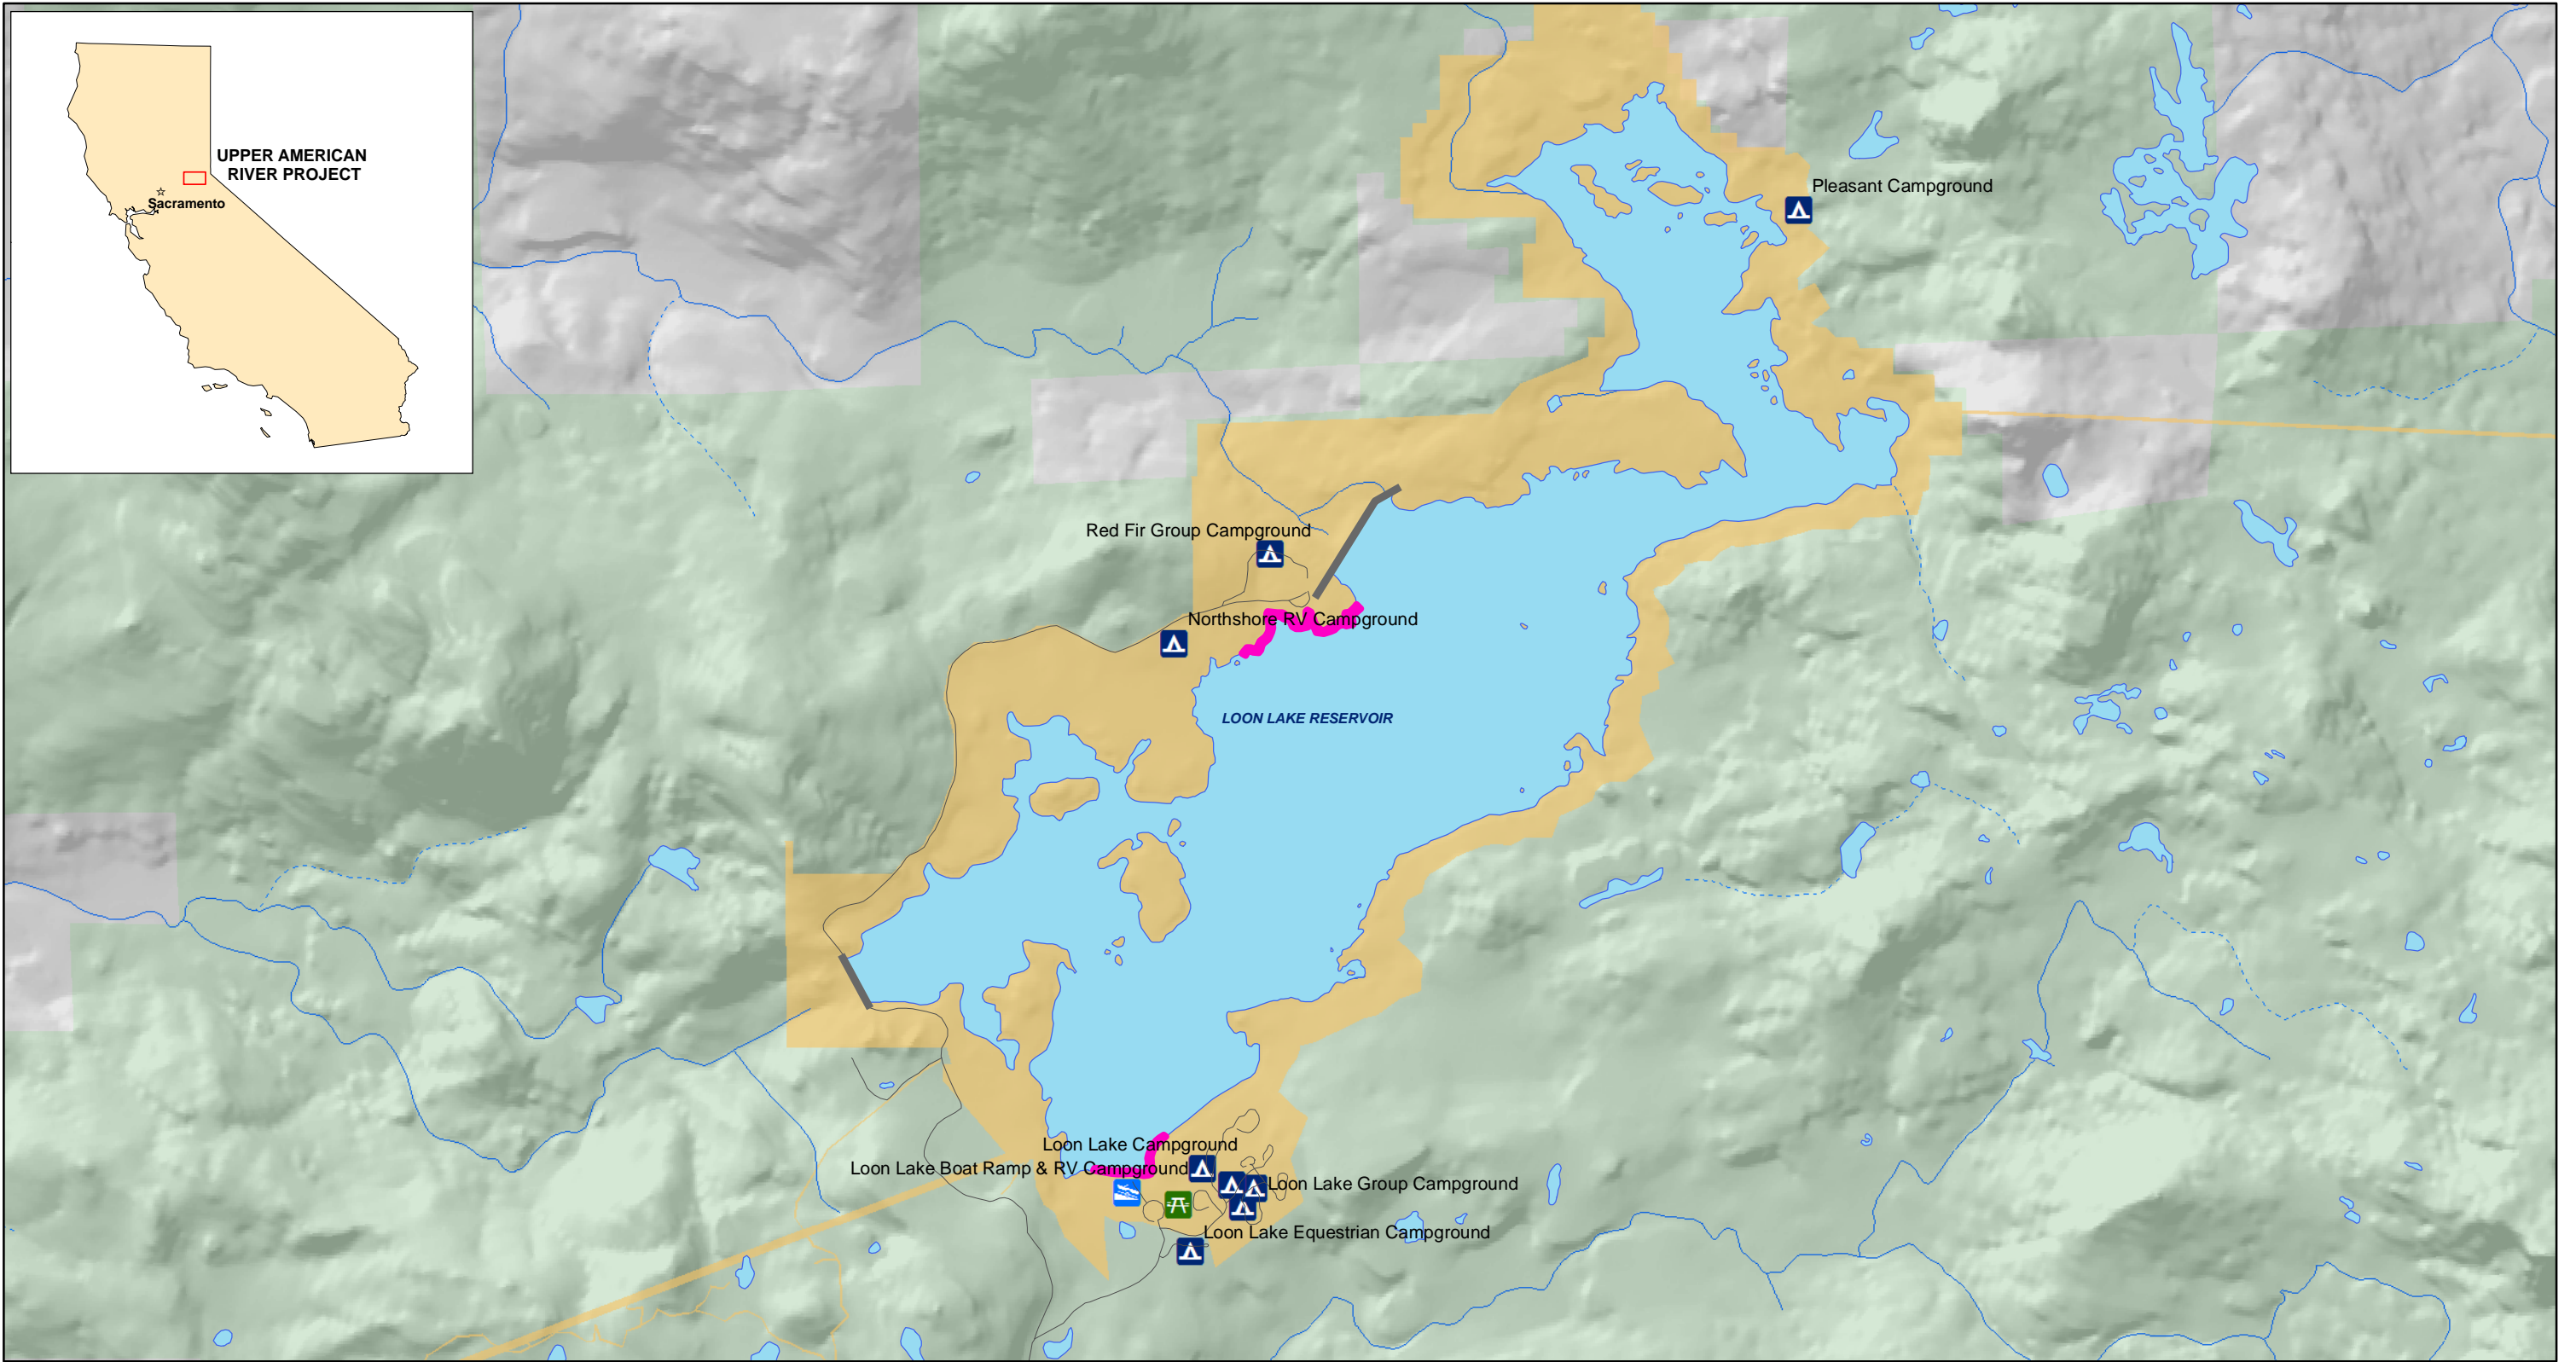 UPPER AMERICAN
RIVER PROJECT
Sacramento
Pleasant Campground
Red Fir Group Campground
Northshore RV Campground
LOON LAKE RESERVOIR
Loon Lake Campground
Loon Lake Boat Ramp & RV Campground
Loon Lake Group Campground
Loon Lake Equestrian Campground